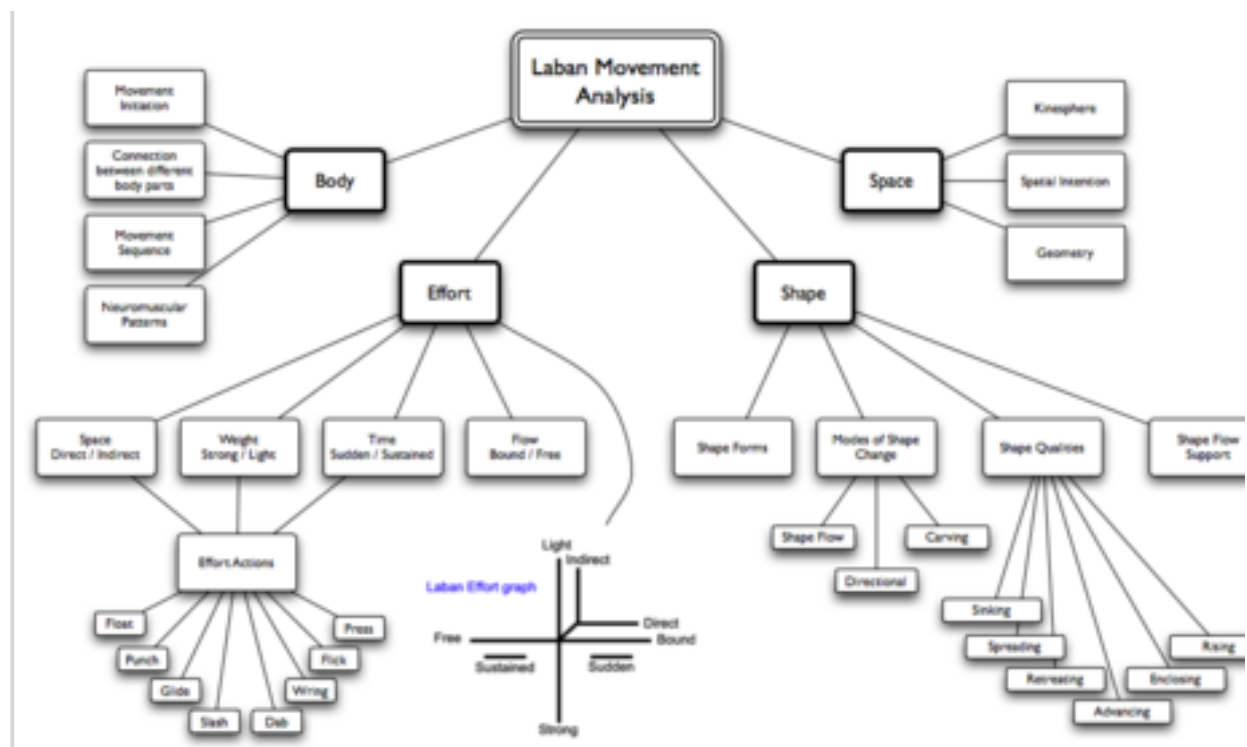 Laban Movement
Analysis
Movement
Initiation
Connection
between different
body parts
Movement
Sequence
Neuromuscular
Patterns
Body
Space
Kinesphere
Spatial Intention
Geometry
Effort
Shape
Space
Direct / Indirect
Weight
Strong / Light
Time
Sudden / Sustained
Flow
Bound / Free
Shape Forms
Modes of Shape
Change
Shape Qualities
Shape Flow
Support
Effort Actions
Float
Punch
Glide
Slash
Dab
Wring
Flick
Press
Laban Effort graph
Light
Indirect
Direct
Free
Bound
Sustained
Sudden
Strong
Shape Flow
Directional
Carving
Sinking
Spreading
Retreating
Advancing
Enclosing
Rising